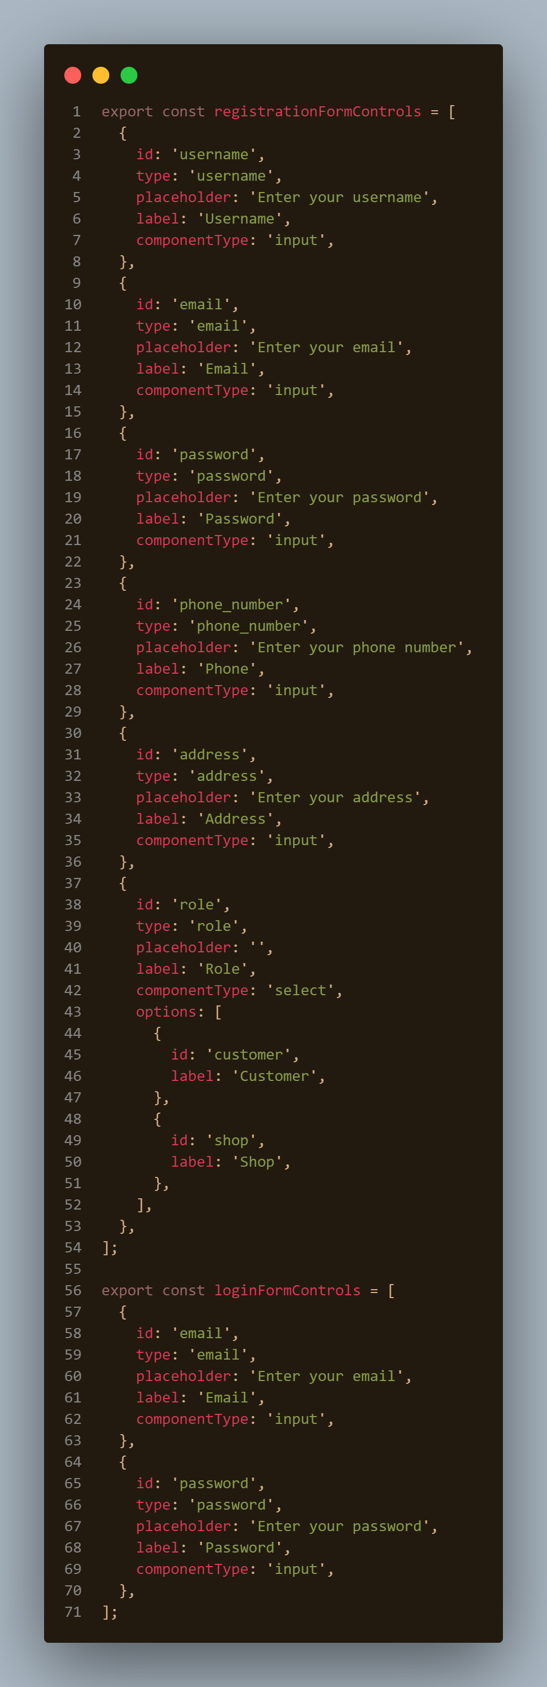 1 export const registrationFormControls = [
2   {
3     id: 'username',
4     type: 'username',
5     placeholder: 'Enter your username',
6     label: 'Username',
7     componentType: 'input',
8   },
9   {
10     id: 'email',
11     type: 'email',
12     placeholder: 'Enter your email',
13     label: 'Email',
14     componentType: 'input',
15   },
16   {
17     id: 'password',
18     type: 'password',
19     placeholder: 'Enter your password',
20     label: 'Password',
21     componentType: 'input',
22   },
23   {
24     id: 'phone_number',
25     type: 'phone_number',
26     placeholder: 'Enter your phone number',
27     label: 'Phone',
28     componentType: 'input',
29   },
30   {
31     id: 'address',
32     type: 'address',
33     placeholder: 'Enter your address',
34     label: 'Address',
35     componentType: 'input',
36   },
37   {
38     id: 'role',
39     type: 'role',
40     placeholder: '',
41     label: 'Role',
42     componentType: 'select',
43     options: [
44       {
45         id: 'customer',
46         label: 'Customer',
47       },
48       {
49         id: 'shop',
50         label: 'Shop',
51       },
52     ],
53   },
54 ];
55
56 export const loginFormControls = [
57   {
58     id: 'email',
59     type: 'email',
60     placeholder: 'Enter your email',
61     label: 'Email',
62     componentType: 'input',
63   },
64   {
65     id: 'password',
66     type: 'password',
67     placeholder: 'Enter your password',
68     label: 'Password',
69     componentType: 'input',
70   },
71 ];